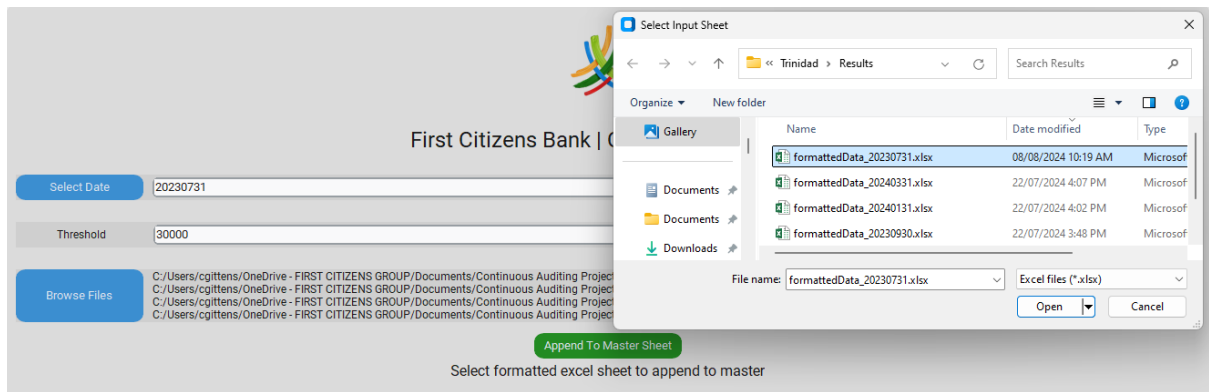 Select Input Sheet
« Trinidad > Results
Search Results
Organize
New folder
Gallery
Name
Date modified
Type
formattedData_20230731.xlsx
08/08/2024 10:19 AM
Microsof
Documents
formattedData_20240331.xlsx
22/07/2024 4:07 PM
Microsof
Documents
formattedData_20240131.xlsx
22/07/2024 4:02 PM
Microsof
Downloads
formattedData_20230930.xlsx
22/07/2024 3:48 PM
Microsof
File name:
formattedData_20230731.xlsx
Excel files (*.xlsx)
Open
Cancel
First Citizens Bank |
Select Date
20230731
Threshold
30000
Browse Files
C:/Users/cgittens/OneDrive - FIRST CITIZENS GROUP/Documents/Continuous Auditing Project
C:/Users/cgittens/OneDrive - FIRST CITIZENS GROUP/Documents/Continuous Auditing Project
C:/Users/cgittens/OneDrive - FIRST CITIZENS GROUP/Documents/Continuous Auditing Project
C:/Users/cgittens/OneDrive - FIRST CITIZENS GROUP/Documents/Continuous Auditing Project
Append To Master Sheet
Select formatted excel sheet to append to master